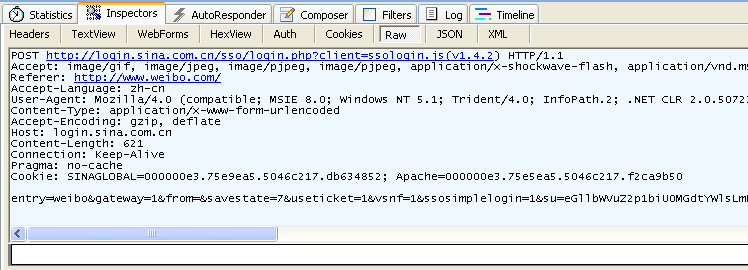 Statistics Inspectors AutoResponder Composer Filters Log Timeline
Headers TextView WebForms HexView Auth Cookies Raw JSON XML
POST http://login.sina.com.cn/sso/login.php?client=ssologin.js(v1.4.2) HTTP/1.1
Accept: image/gif, image/jpeg, image/pjpeg, image/pjpeg, application/x-shockwave-flash, application/vnd.ms
Referer: http://www.weibo.com/
Accept-Language: zh-cn
User-Agent: Mozilla/4.0 (compatible; MSIE 8.0; Windows NT 5.1; Trident/4.0; InfoPath.2; .NET CLR 2.0.50727
Content-Type: application/x-www-form-urlencoded
Accept-Encoding: gzip, deflate
Host: login.sina.com.cn
Content-Length: 621
Connection: Keep-Alive
Pragma: no-cache
Cookie: SINAGLOBAL=000000e3.75e9ea5.5046c217.db634852; Apache=000000e3.75e5ea5.5046c217.f2ca9b50
entry=weibo&gateway=1&from=&savestate=7&useticket=1&vsnf=1&ssosimplelogin=1&su=eGllbWVuZ2p1biU0MGdtYWlsLm